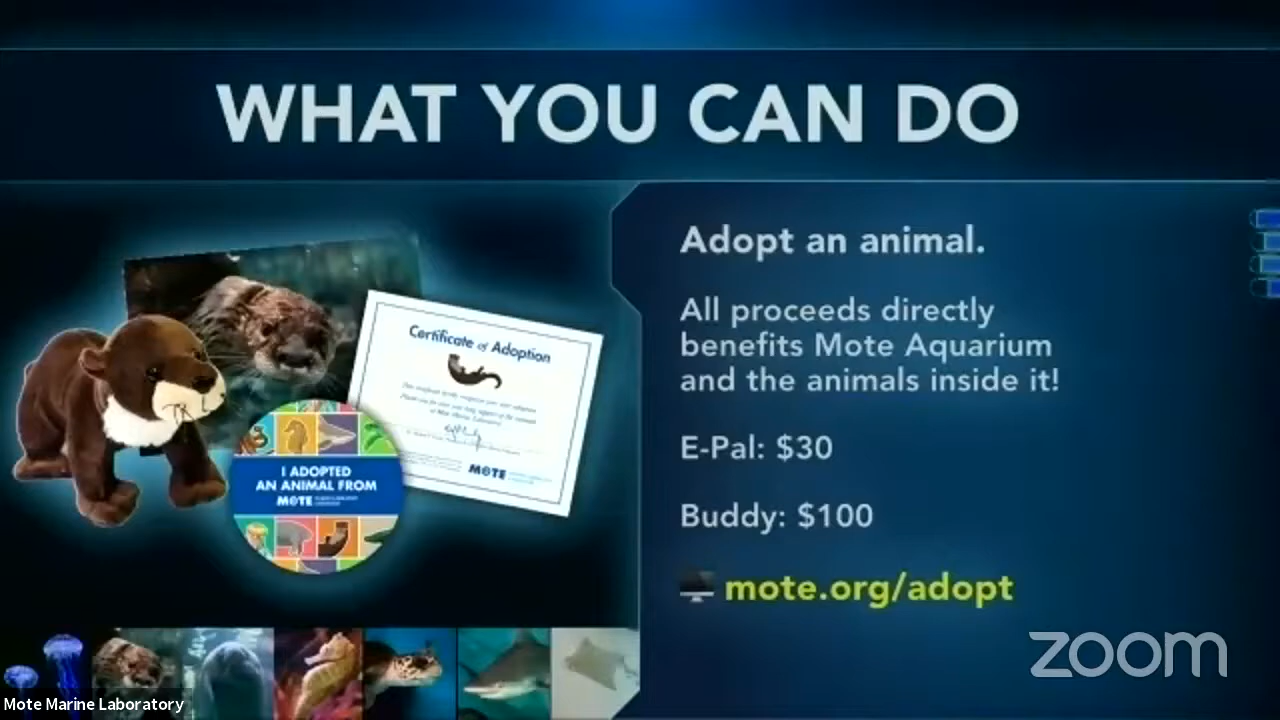 WHAT YOU CAN DO
Adopt an animal.
All proceeds directly
benefits Mote Aquarium
and the animals inside it!
E-Pal: $30
Buddy: $100
mote.org/adopt
Certificate of Adoption
MOTE
I ADOPTED
AN ANIMAL FROM
MOTE
zoom
Mote Marine Laboratory